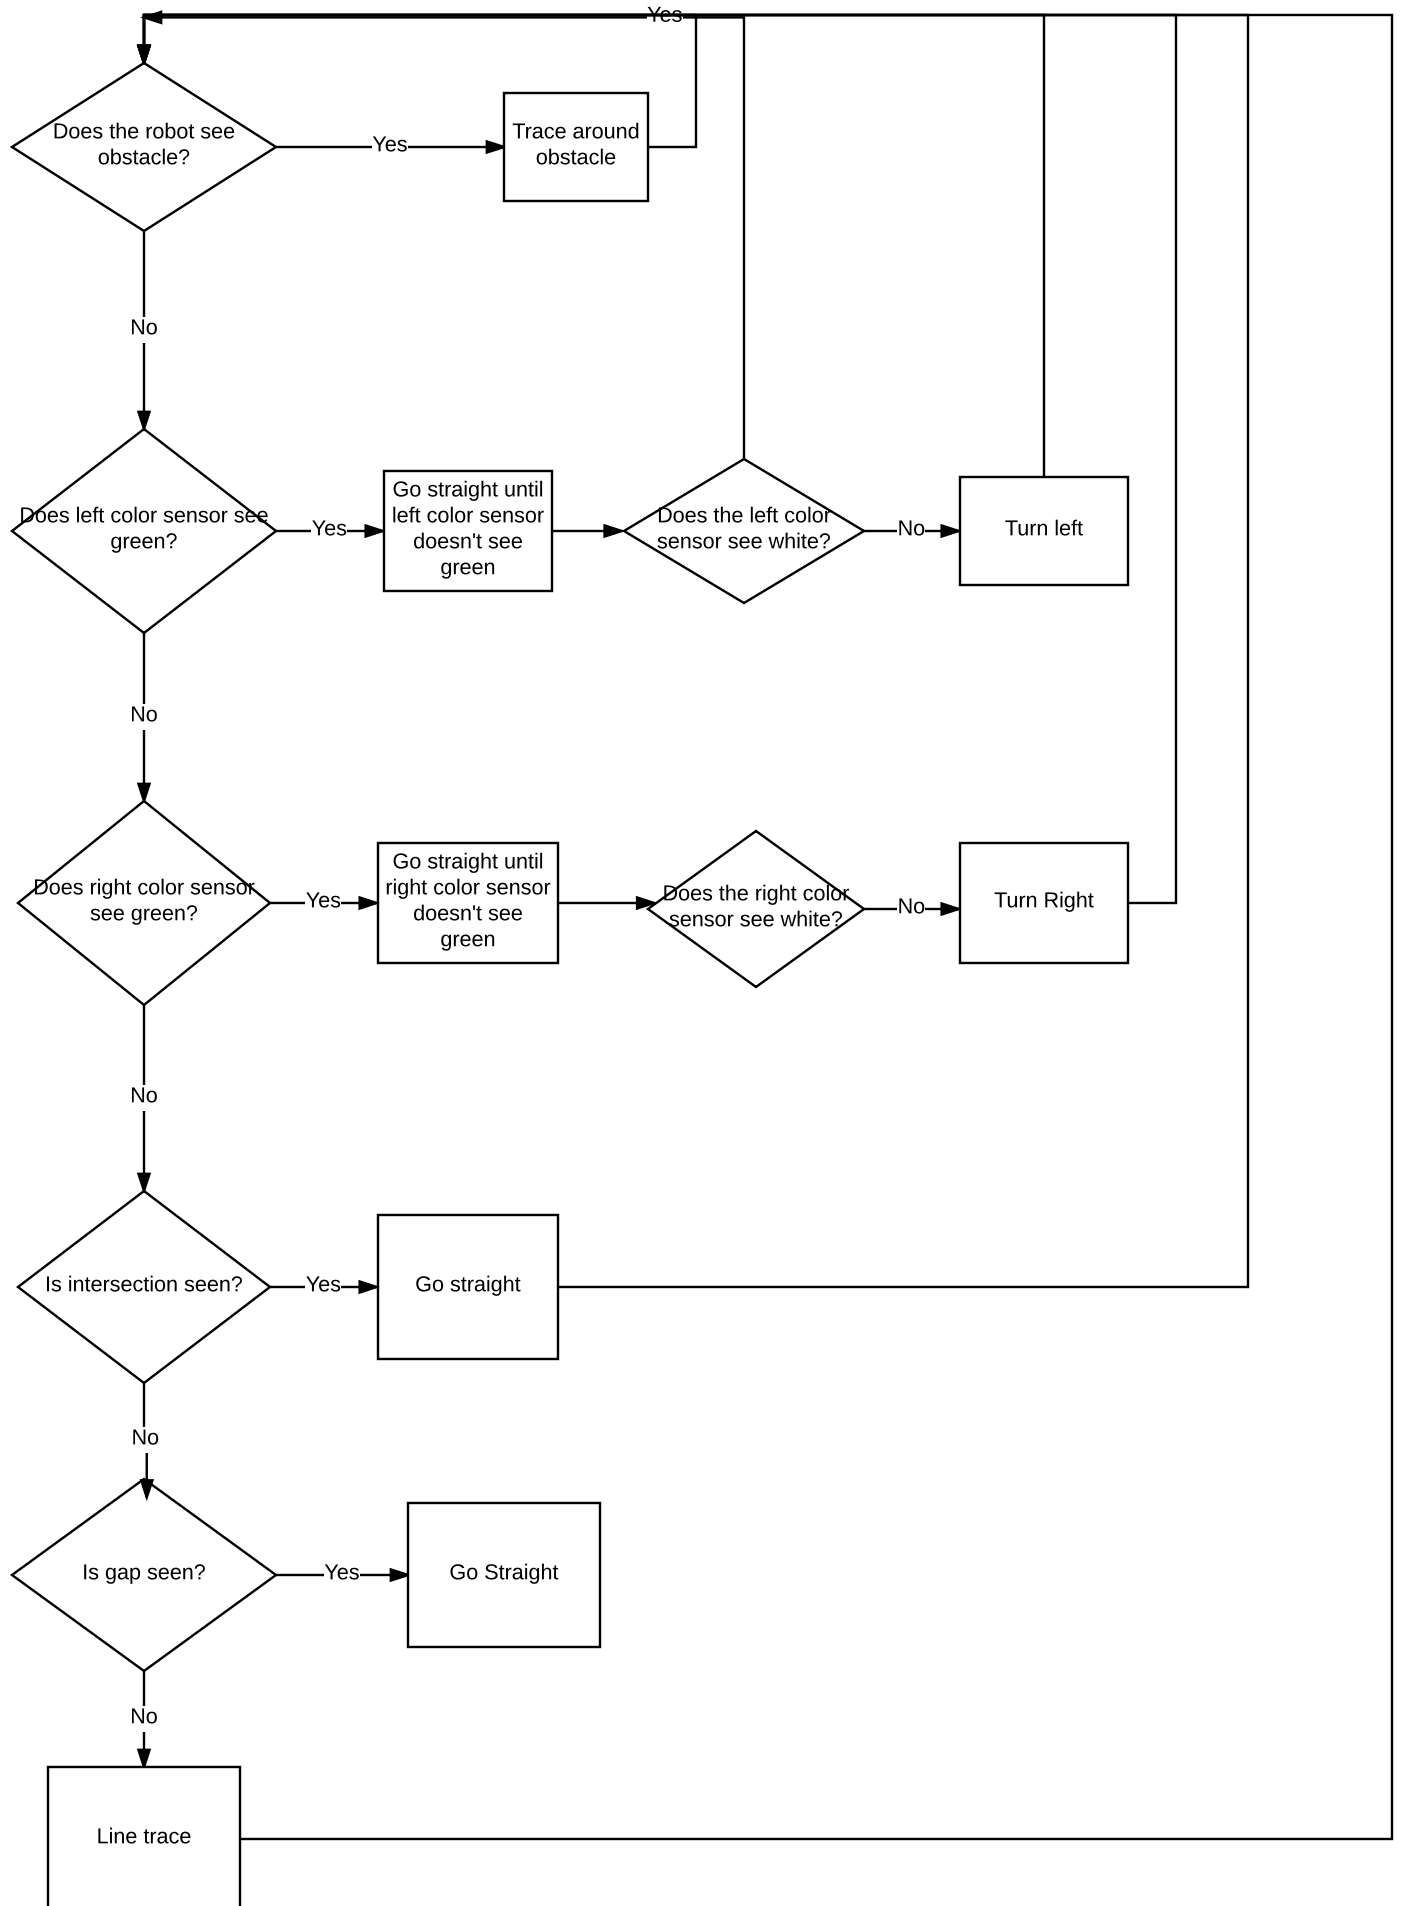 Yes
Does the robot see
obstacle?
Yes
Trace around
obstacle
No
Does left color sensor see
green?
Yes
Go straight until
left color sensor
doesn't see
green
Does the left color
sensor see white?
No
Turn left
No
Does right color sensor
see green?
Yes
Go straight until
right color sensor
doesn't see
green
Does the right color
sensor see white?
No
Turn Right
No
Is intersection seen?
Yes
Go straight
No
Is gap seen?
Yes
Go Straight
No
Line trace